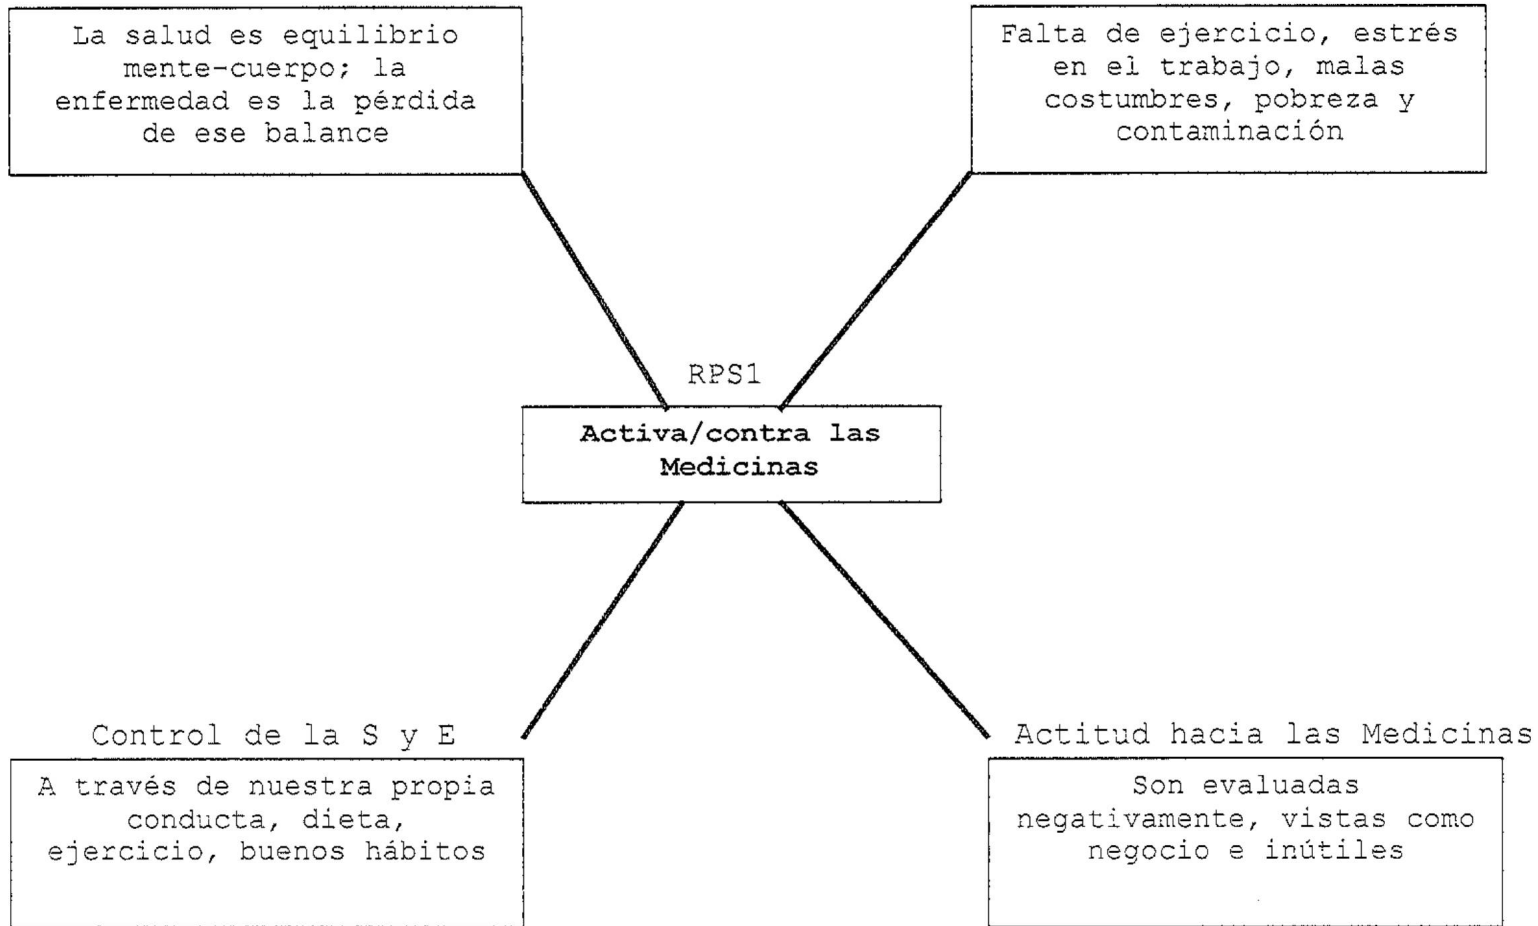 La salud es equilibrio
mente-cuerpo; la
enfermedad es la pérdida
de ese balance
Falta de ejercicio, estrés
en el trabajo, malas
costumbres, pobreza y
contaminación
RPS1
Activa/contra las
Medicinas
Control de la S y E
A través de nuestra propia
conducta, dieta,
ejercicio, buenos hábitos
Actitud hacia las Medicinas
Son evaluadas
negativamente, vistas como
negocio e inútiles